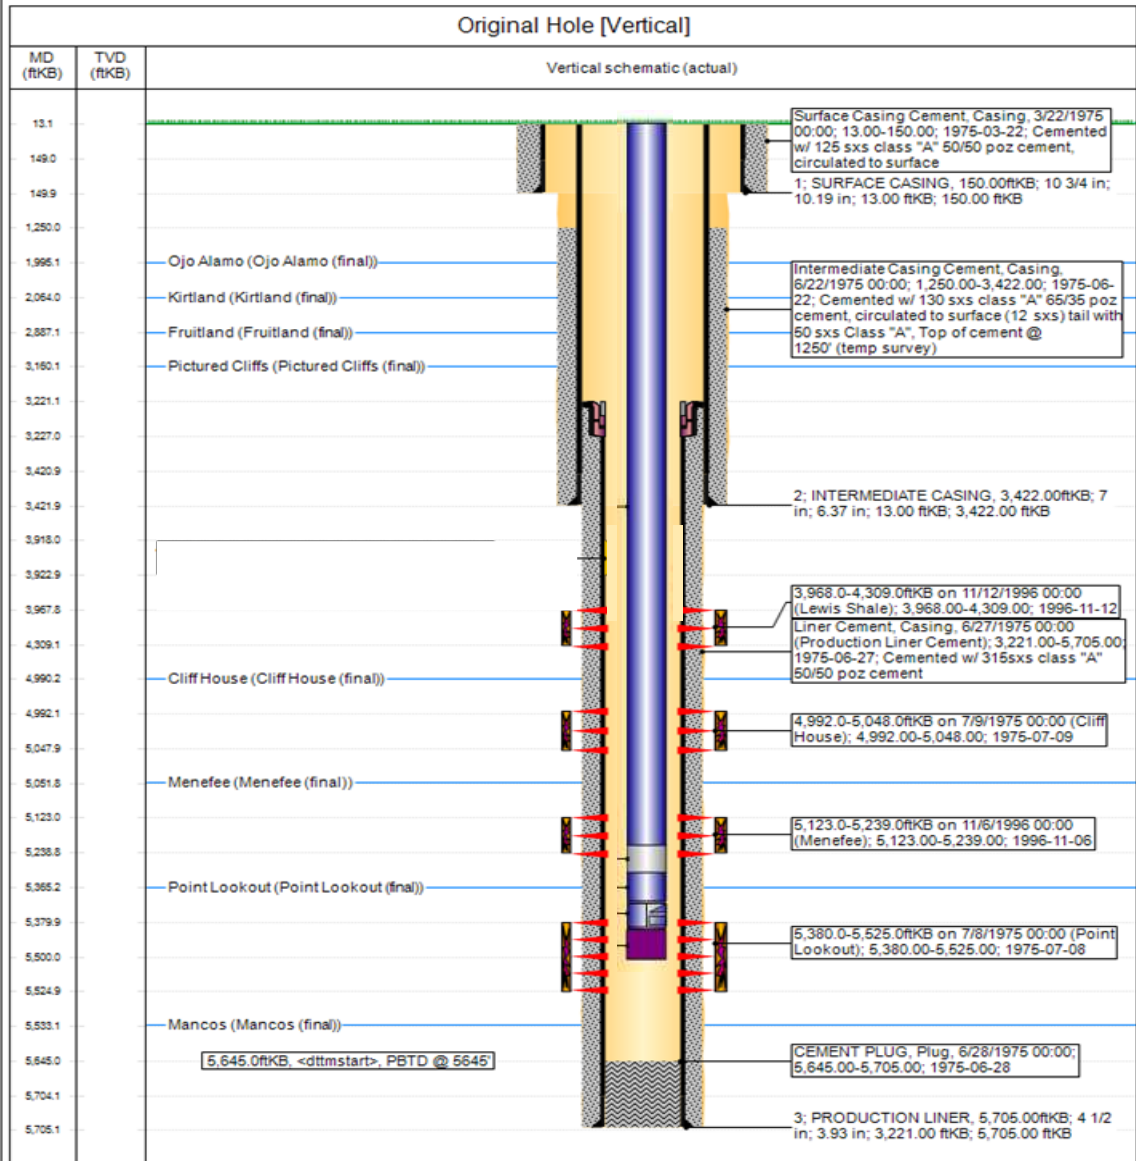 Original Hole [Vertical]
MD
(ftKB)
TVD
(ftKB)
Vertical schematic (actual)
13.1
149.0
149.9
1,250.0
1,995.1
2,064.0
2,887.1
3,160.1
3,221.1
3,227.0
3,420.9
3,421.9
3,918.0
3,922.9
3,967.8
4,309.1
4,990.2
4,992.1
5,047.9
5,051.8
5,123.0
5,238.8
5,365.2
5,379.9
5,500.0
5,524.9
5,533.1
5,645.0
5,704.1
5,705.1
Ojo Alamo (Ojo Alamo (final))
Kirtland (Kirtland (final))
Fruitland (Fruitland (final))
Pictured Cliffs (Pictured Cliffs (final))
Cliff House (Cliff House (final))
Menefee (Menefee (final))
Point Lookout (Point Lookout (final))
Mancos (Mancos (final))
5,645.0ftKB, <dttmstart>, PBTD @ 5645'
Surface Casing Cement, Casing, 3/22/1975
00:00; 13.00-150.00; 1975-03-22; Cemented
w/ 125 sxs class "A" 50/50 poz cement,
circulated to surface
1; SURFACE CASING, 150.00ftKB; 10 3/4 in;
10.19 in; 13.00 ftKB; 150.00 ftKB
Intermediate Casing Cement, Casing,
6/22/1975 00:00; 1,250.00-3,422.00; 1975-06-
22; Cemented w/ 130 sxs class "A" 65/35 poz
cement, circulated to surface (12 sxs) tail with
50 sxs Class "A", Top of cement @
1250' (temp survey)
2; INTERMEDIATE CASING, 3,422.00ftKB; 7
in; 6.37 in; 13.00 ftKB; 3,422.00 ftKB
3,968.0-4,309.0ftKB on 11/12/1996 00:00
(Lewis Shale); 3,968.00-4,309.00; 1996-11-12
Liner Cement, Casing, 6/27/1975 00:00
(Production Liner Cement); 3,221.00-5,705.00;
1975-06-27; Cemented w/ 315sxs class "A"
50/50 poz cement
4,992.0-5,048.0ftKB on 7/9/1975 00:00 (Cliff
House); 4,992.00-5,048.00; 1975-07-09
5,123.0-5,239.0ftKB on 11/6/1996 00:00
(Menefee); 5,123.00-5,239.00; 1996-11-06
5,380.0-5,525.0ftKB on 7/8/1975 00:00 (Point
Lookout); 5,380.00-5,525.00; 1975-07-08
CEMENT PLUG, Plug, 6/28/1975 00:00;
5,645.00-5,705.00; 1975-06-28
3; PRODUCTION LINER, 5,705.00ftKB; 4 1/2
in; 3.93 in; 3,221.00 ftKB; 5,705.00 ftKB